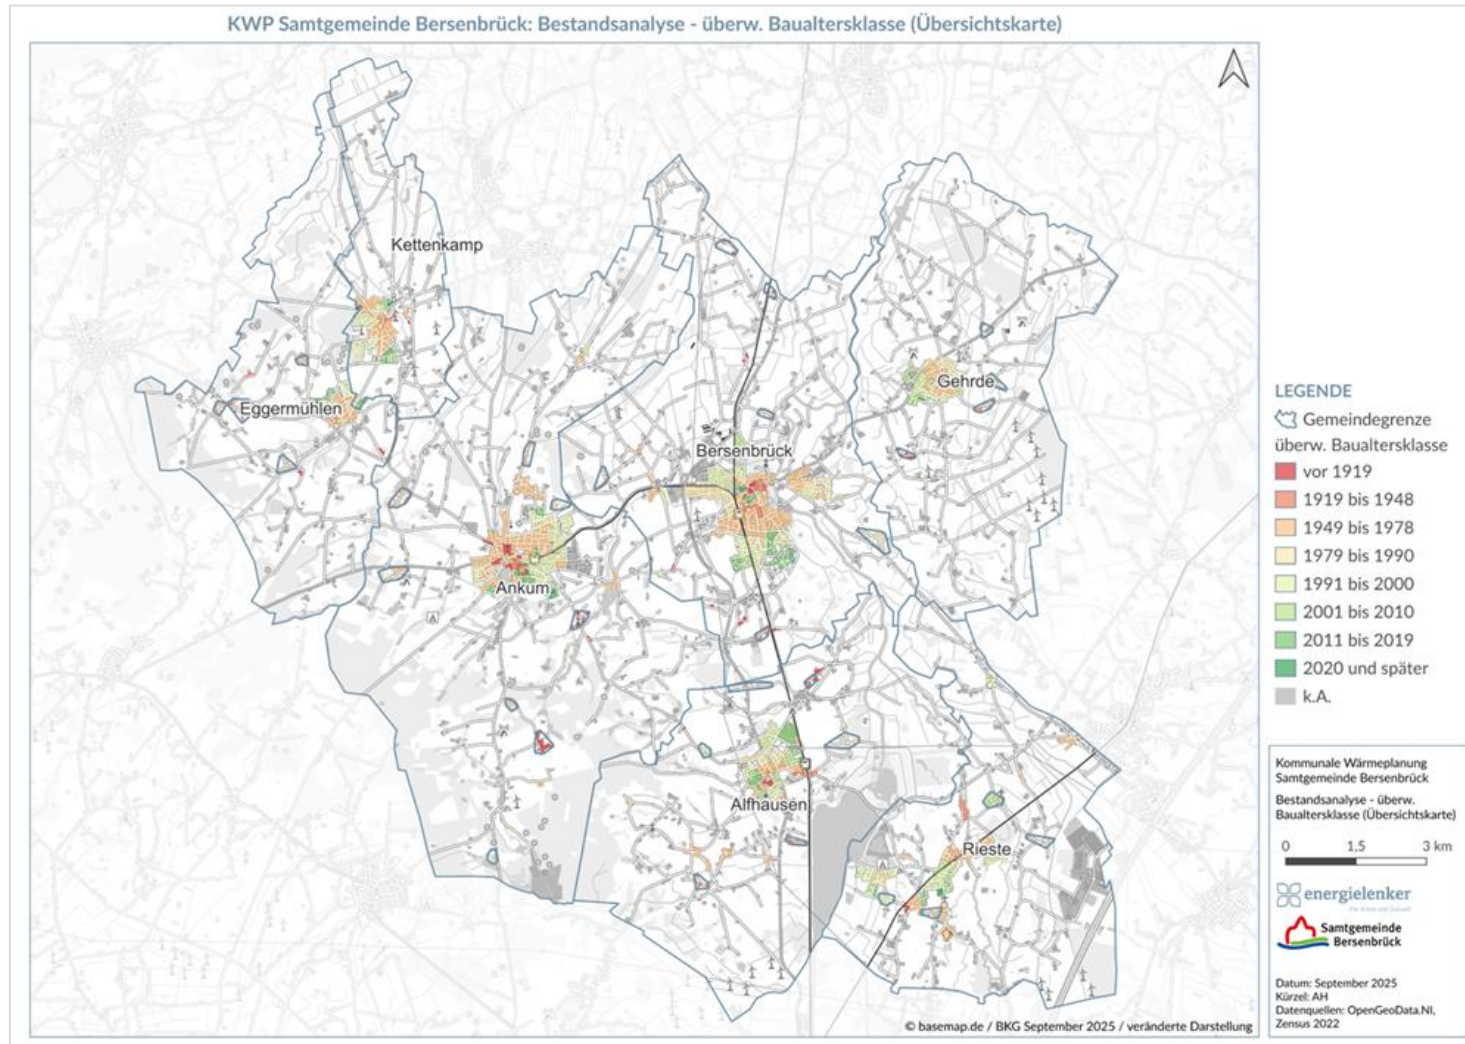 KWP Samtgemeinde Bersenbrück: Bestandsanalyse - überw. Baualtersklasse (Übersichtskarte)
Kettenkamp
Gehrde
Eggermühlen
Bersenbrück
Ankum
Alfhausen
Rieste
© basemap.de / BKG September 2025 / veränderte Darstellung
LEGENDE
Gemeindegrenze
überw. Baualtersklasse
vor 1919
1919 bis 1948
1949 bis 1978
1979 bis 1990
1991 bis 2000
2001 bis 2010
2011 bis 2019
2020 und später
k.A.
Kommunale Wärmeplanung
Samtgemeinde Bersenbrück
Bestandsanalyse - überw.
Baualtersklasse (Übersichtskarte)
0 1,5 3 km
energielenker
Samtgemeinde
Bersenbrück
Datum: September 2025
Kürzel: AH
Datenquellen: OpenGeoData.NI,
Zensus 2022